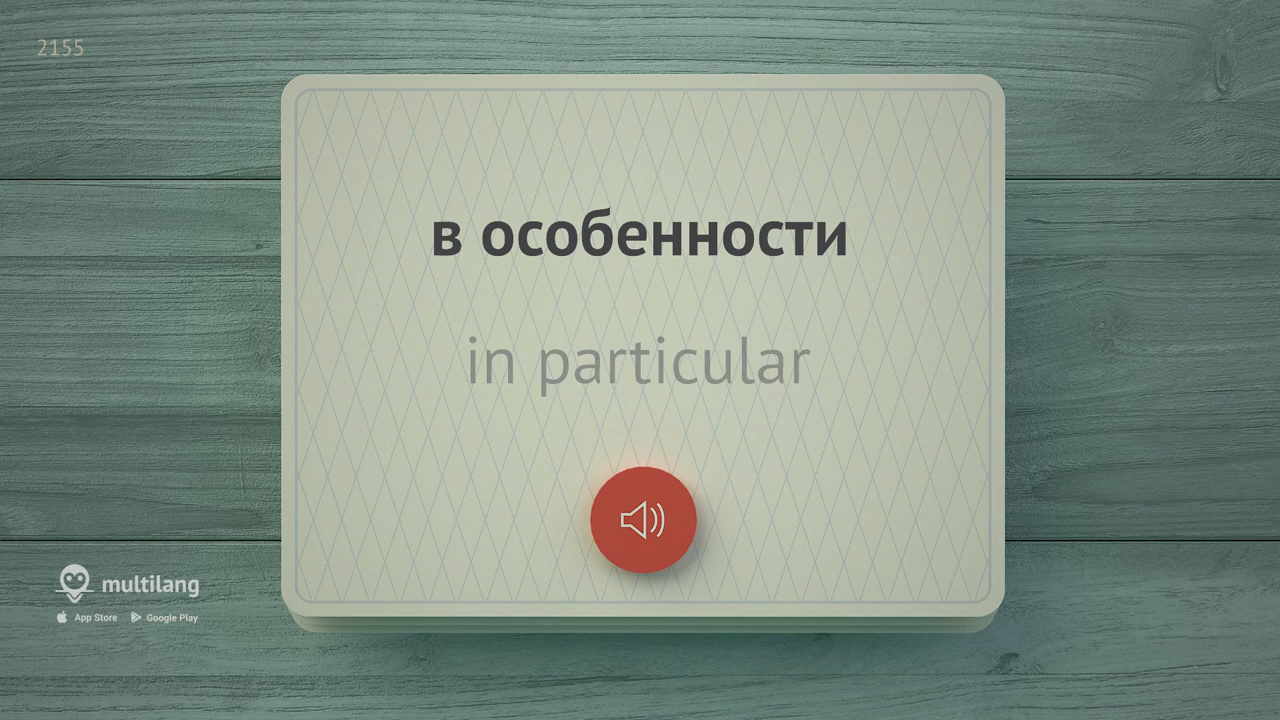 2155
в особенности
in particular
multilang
App Store
Google Play